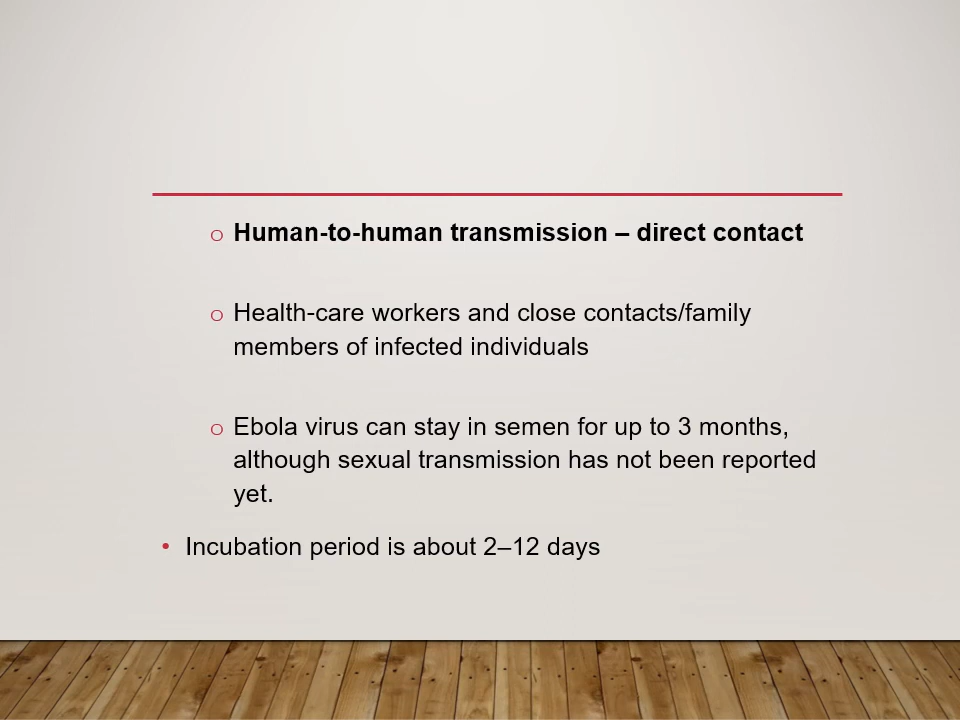 o Human-to-human transmission – direct contact
o Health-care workers and close contacts/family
members of infected individuals
o Ebola virus can stay in semen for up to 3 months,
although sexual transmission has not been reported
yet.
• Incubation period is about 2–12 days